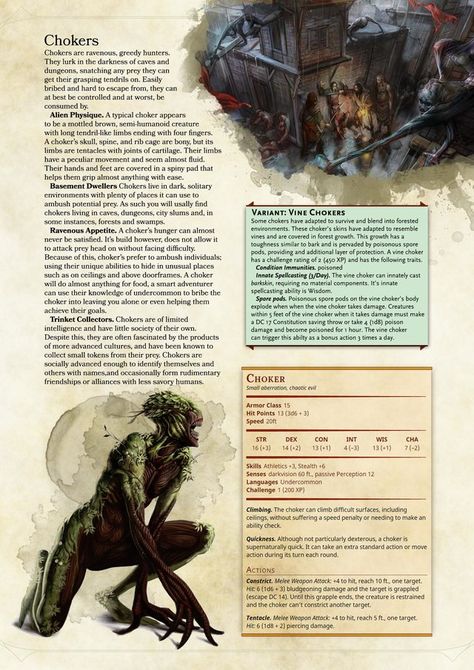 Chokers
Chokers are ravenous, greedy hunters.
They lurk in the darkness of caves and
dungeons, snatching any prey they can
get their grasping tendrils on. Easily
bribed and hard to escape from, they can
at best be controlled and at worst, be
consumed by.
Alien Physique. A typical choker appears
to be a mottled brown, semi-humanoid creature
with long tendril-like limbs ending with four fingers.
A choker's skull, spine, and rib cage are bony, but its
limbs are tentacles with joints of cartilage. Their limbs
have a peculiar movement and seem almost fluid.
Their hands and feet are covered in a spiny pad that
helps them grip almost anything with ease.
Basement Dwellers Chokers live in dark, solitary
environments with plenty of places it can use to
ambush potential prey. As such you will usually find
chokers living in caves, dungeons, city slums and, in
some instances, forests and swamps.
Ravenous Appetite. A choker's hunger can almost
never be satisfied. It's build however, does not allow it
to attack prey head on without facing difficulty.
Because of this, choker's prefer to ambush individuals;
using their unique abilities to hide in unusual places
such as on ceilings and above doorframes. A choker
will do almost anything for food, a smart adventurer
can use their knowledge of undercommon to bribe the
choker into leaving you alone or even helping them
achieve their goals.
Trinket Collectors. Chokers are of limited
intelligence and have little society of their own.
Despite this, they are often fascinated by the products
of more advanced cultures, and have been known to
collect small tokens from their prey. Chokers are
socially advanced enough to identify themselves and
others with names,and occasionally form rudimentary
friendships or alliances with less savory humans.
Variant: Vine Chokers
Some chokers have adapted to survive and blend into forested
environments. These choker's skins have adapted to resemble
vines and are covered in forest growth. This growth has a
toughness similar to bark and is pervaded by poisonous spore
pods, providing and additional layer of protection. A vine choker
has a challenge rating of 2 (450 XP) and has the following traits.
Condition Immunities. poisoned
Innate Spellcasting (3/Day). The vine choker can innately cast
barkskin, requiring no material components. It's innate
spellcasting ability is Wisdom.
Spore pods. Poisonous spore pods on the vine choker's body
explode when when the vine choker takes damage. Creatures
within 5 feet of the vine choker when it takes damge must make
a DC 17 Constitution saving throw or take 4 (1d8) poison
damage and become poisoned for 1 hour. The vine choker
can trigger this abilty as a bonus action 3 times a day.
Choker
Small aberration, chaotic evil
Armor Class 15
Hit Points 13 (3d6 + 3)
Speed 20ft
STR DEX CON INT WIS CHA
16 (+3) 14 (+2) 13 (+1) 4 (-3) 13 (+1) 7 (-2)
Skills Athletics +3, Stealth +6
Senses darkvision 60 ft., passive Perception 12
Languages Undercommon
Challenge 1 (200 XP)
Climbing. The choker can climb difficult surfaces, including
ceilings, without suffering a speed penalty or needing to make an
ability check.
Quickness. Although not particularly dexterous, a choker is
supernaturally quick. It can take an extra standard action or move
action during its turn each round.
Actions
Constrict. Melee Weapon Attack: +4 to hit, reach 10 ft., one target.
Hit: 6 (1d6 + 3) bludgeoning damage and the target is grappled
(escape DC 14). Until this grapple ends, the creature is restrained
and the choker can't constrict another target.
Tentacle. Melee Weapon Attack: +4 to hit, reach 5 ft., one target.
Hit: 6 (1d8 + 2) piercing damage.